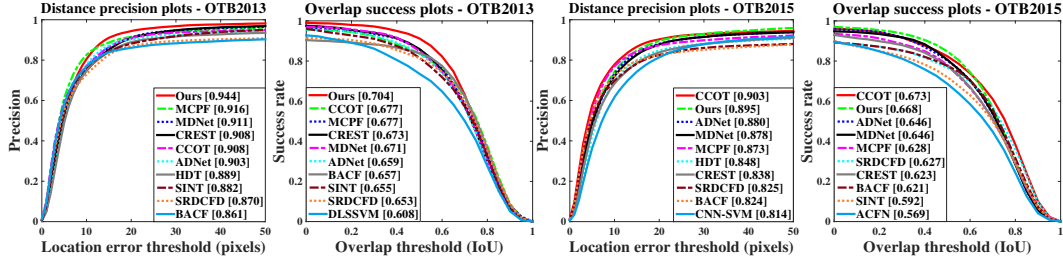 Distance precision plots - OTB2013
Precision
1
0.8
0.6
0.4
0.2
0
Ours [0.944]
MCPF [0.916]
MDNet [0.911]
CREST [0.908]
CCOT [0.908]
ADNet [0.903]
HDT [0.889]
SINT [0.882]
SRDCFD [0.870]
BACF [0.861]
0 10 20 30 40 50
Location error threshold (pixels)
Overlap success plots - OTB2013
Success rate
1
0.8
0.6
0.4
0.2
0
Ours [0.704]
CCOT [0.677]
MCPF [0.677]
CREST [0.673]
MDNet [0.671]
ADNet [0.659]
BACF [0.657]
SINT [0.655]
SRDCFD [0.653]
DLSSVM [0.608]
0 0.2 0.4 0.6 0.8 1
Overlap threshold (IoU)
Distance precision plots - OTB2015
Precision
1
0.8
0.6
0.4
0.2
0
CCOT [0.903]
Ours [0.895]
ADNet [0.880]
MDNet [0.878]
MCPF [0.873]
HDT [0.848]
CREST [0.838]
SRDCFD [0.825]
BACF [0.824]
CNN-SVM [0.814]
0 10 20 30 40 50
Location error threshold (pixels)
Overlap success plots - OTB2015
Success rate
1
0.8
0.6
0.4
0.2
0
CCOT [0.673]
Ours [0.668]
ADNet [0.646]
MDNet [0.646]
MCPF [0.628]
SRDCFD [0.627]
CREST [0.623]
BACF [0.621]
SINT [0.592]
ACFN [0.569]
0 0.2 0.4 0.6 0.8 1
Overlap threshold (IoU)